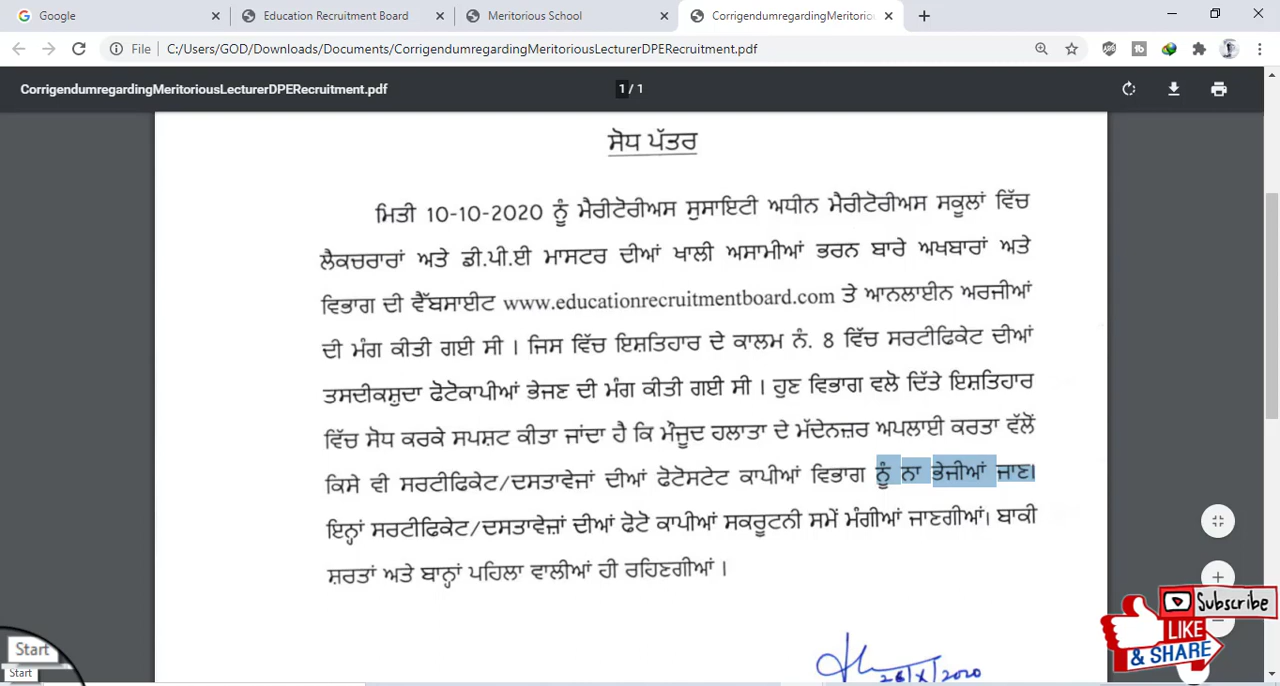 Google
Education Recruitment Board
Meritorious School
CorrigendumregardingMeritorio
File
C:/Users/GOD/Downloads/Documents/CorrigendumregardingMeritoriousLecturerDPERecruitment.pdf
CorrigendumregardingMeritoriousLecturerDPERecruitment.pdf
1 / 1
ਸੋਧ ਪੱਤਰ
ਮਿਤੀ 10-10-2020 ਨੂੰ ਮੈਰੀਟੋਰੀਅਸ ਸੁਸਾਇਟੀ ਅਧੀਨ ਮੈਰੀਟੋਰੀਅਸ ਸਕੂਲਾਂ ਵਿੱਚ
ਲੈਕਚਰਾਰਾਂ ਅਤੇ ਡੀ.ਪੀ.ਈ ਮਾਸਟਰ ਦੀਆਂ ਖਾਲੀ ਅਸਾਮੀਆਂ ਭਰਨ ਬਾਰੇ ਅਖਬਾਰਾਂ ਅਤੇ
ਵਿਭਾਗ ਦੀ ਵੈੱਬਸਾਈਟ www.educationrecruitmentboard.com ਤੇ ਆਨਲਾਈਨ ਅਰਜੀਆਂ
ਦੀ ਮੰਗ ਕੀਤੀ ਗਈ ਸੀ । ਜਿਸ ਵਿੱਚ ਇਸ਼ਤਿਹਾਰ ਦੇ ਕਾਲਮ ਨੰ. 8 ਵਿੱਚ ਸਰਟੀਫਿਕੇਟ ਦੀਆਂ
ਤਸਦੀਕਸ਼ੁਦਾ ਫੋਟੋਕਾਪੀਆਂ ਭੇਜਣ ਦੀ ਮੰਗ ਕੀਤੀ ਗਈ ਸੀ । ਹੁਣ ਵਿਭਾਗ ਵਲੋ ਦਿੱਤੇ ਇਸ਼ਤਿਹਾਰ
ਵਿੱਚ ਸੋਧ ਕਰਕੇ ਸਪਸ਼ਟ ਕੀਤਾ ਜਾਂਦਾ ਹੈ ਕਿ ਮੌਜੂਦ ਹਲਾਤਾ ਦੇ ਮੱਦੇਨਜ਼ਰ ਅਪਲਾਈ ਕਰਤਾ ਵੱਲੋਂ
ਕਿਸੇ ਵੀ ਸਰਟੀਫਿਕੇਟ/ਦਸਤਾਵੇਜਾਂ ਦੀਆਂ ਫੋਟੋਸਟੇਟ ਕਾਪੀਆਂ ਵਿਭਾਗ ਨੂੰ ਨਾ ਭੇਜੀਆਂ ਜਾਣ।
ਇਨ੍ਹਾਂ ਸਰਟੀਫਿਕੇਟ/ਦਸਤਾਵੇਜ਼ਾਂ ਦੀਆਂ ਫੋਟੋ ਕਾਪੀਆਂ ਸਕਰੂਟਨੀ ਸਮੇਂ ਮੰਗੀਆਂ ਜਾਣਗੀਆਂ। ਬਾਕੀ
ਸ਼ਰਤਾਂ ਅਤੇ ਬਾਨ੍ਹਾਂ ਪਹਿਲਾ ਵਾਲੀਆਂ ਹੀ ਰਹਿਣਗੀਆਂ ।
26/X/2020
Start
Start
Subscribe
LIKE
& SHARE